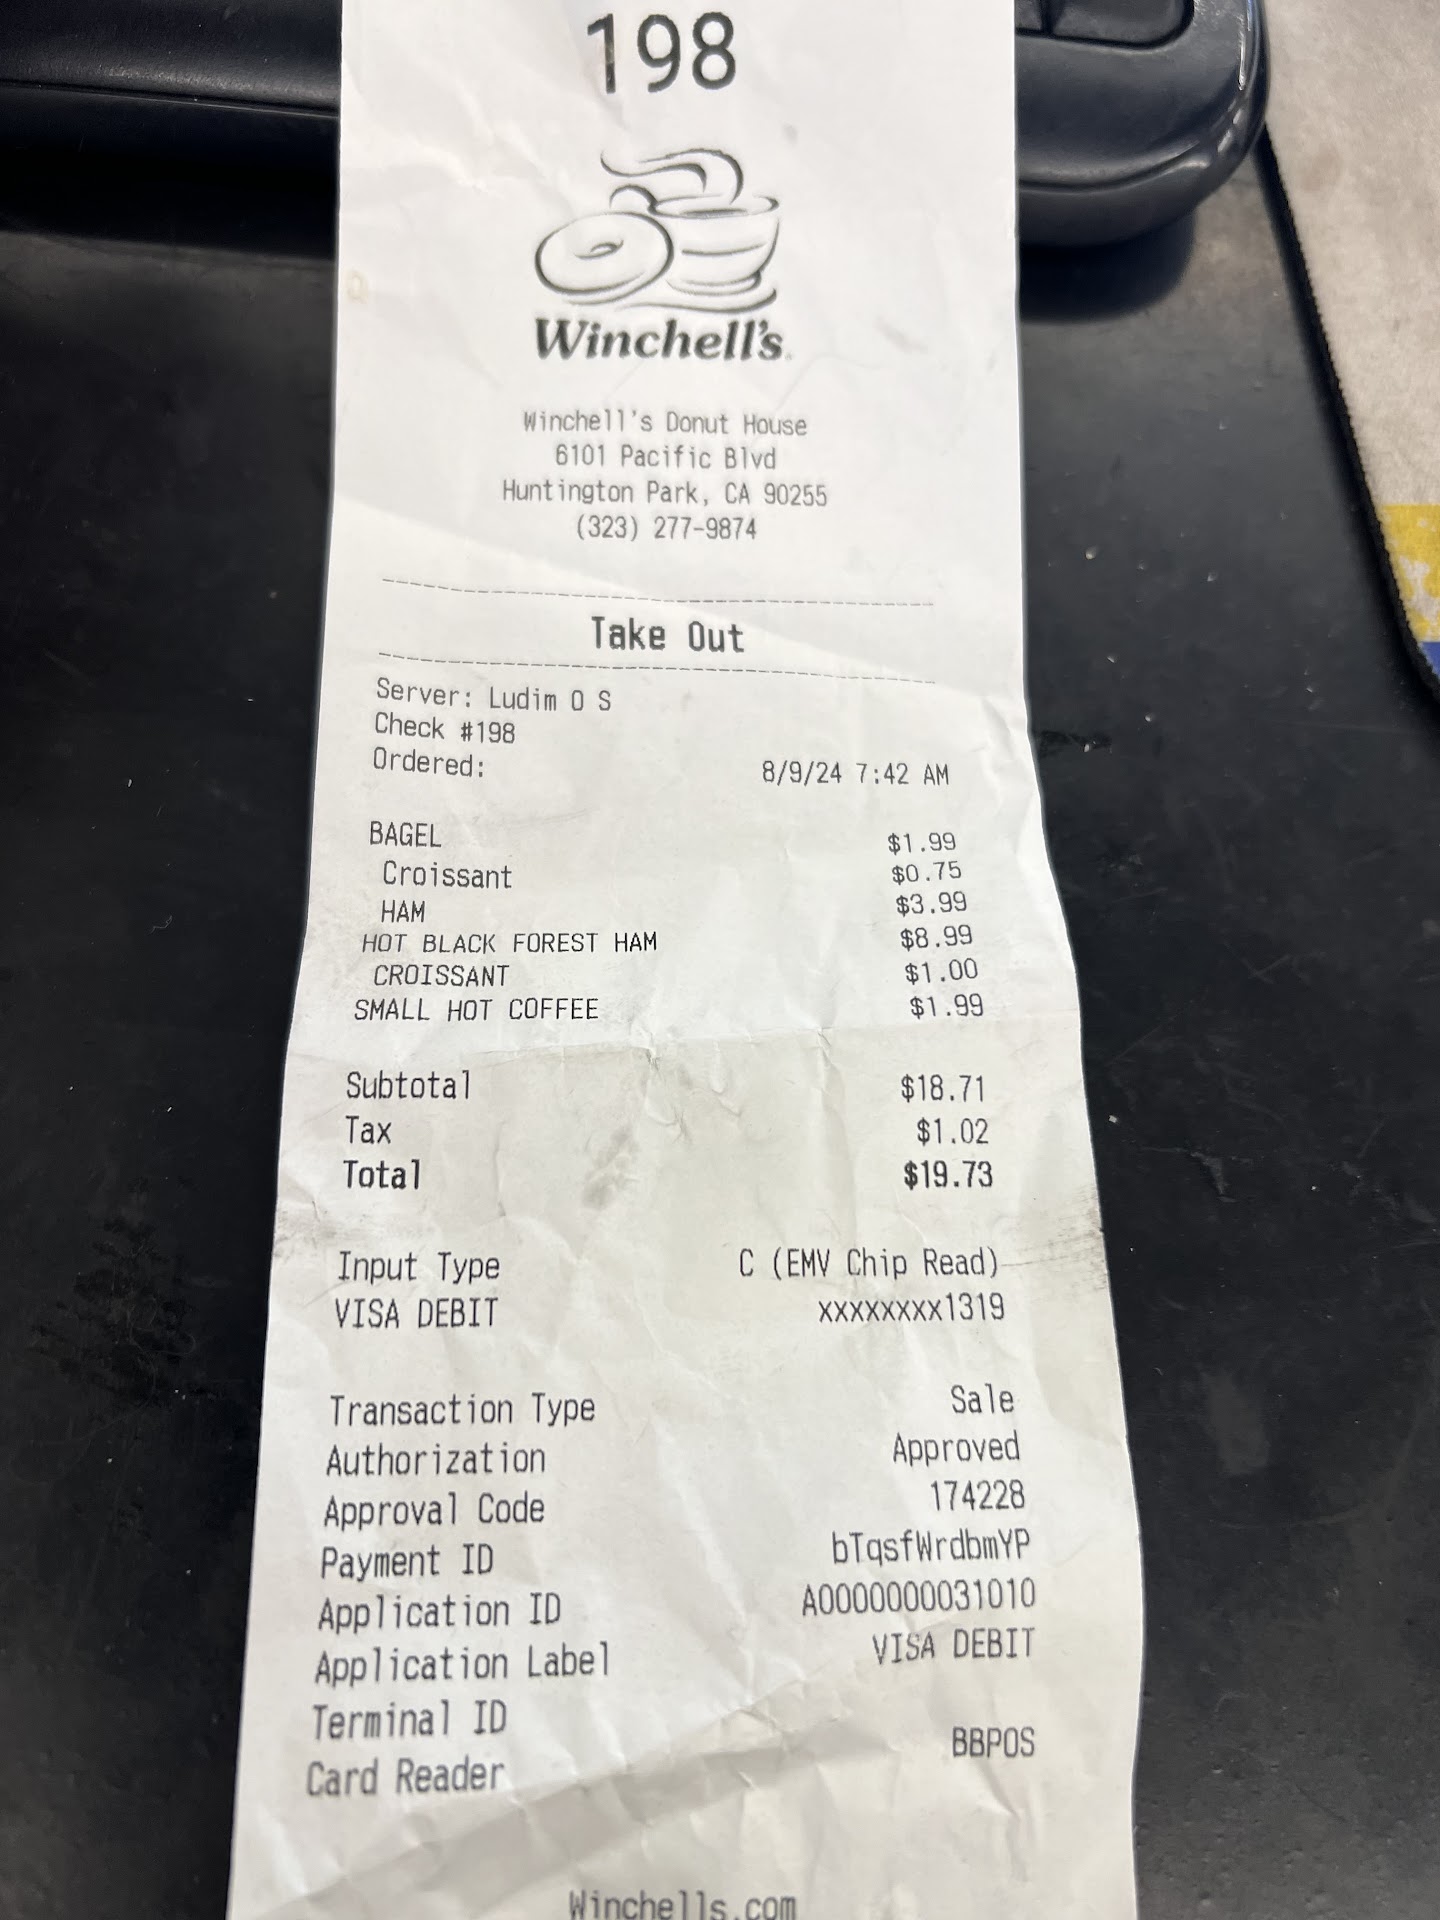 198
Winchell's
Winchell's Donut House
6101 Pacific Blvd
Huntington Park, CA 90255
(323) 277-9874
Take Out
Server: Ludim O S
Check #198
Ordered: 8/9/24 7:42 AM
BAGEL $1.99
Croissant $0.75
HAM $3.99
HOT BLACK FOREST HAM $8.99
CROISSANT $1.00
SMALL HOT COFFEE $1.99
Subtotal $18.71
Tax $1.02
Total $19.73
Input Type C (EMV Chip Read)
VISA DEBIT xxxxxxxx1319
Transaction Type Sale
Authorization Approved
Approval Code 174228
Payment ID bTqsfWrdbmYP
Application ID A0000000031010
Application Label VISA DEBIT
Terminal ID
Card Reader BBPOS
Winchells.com